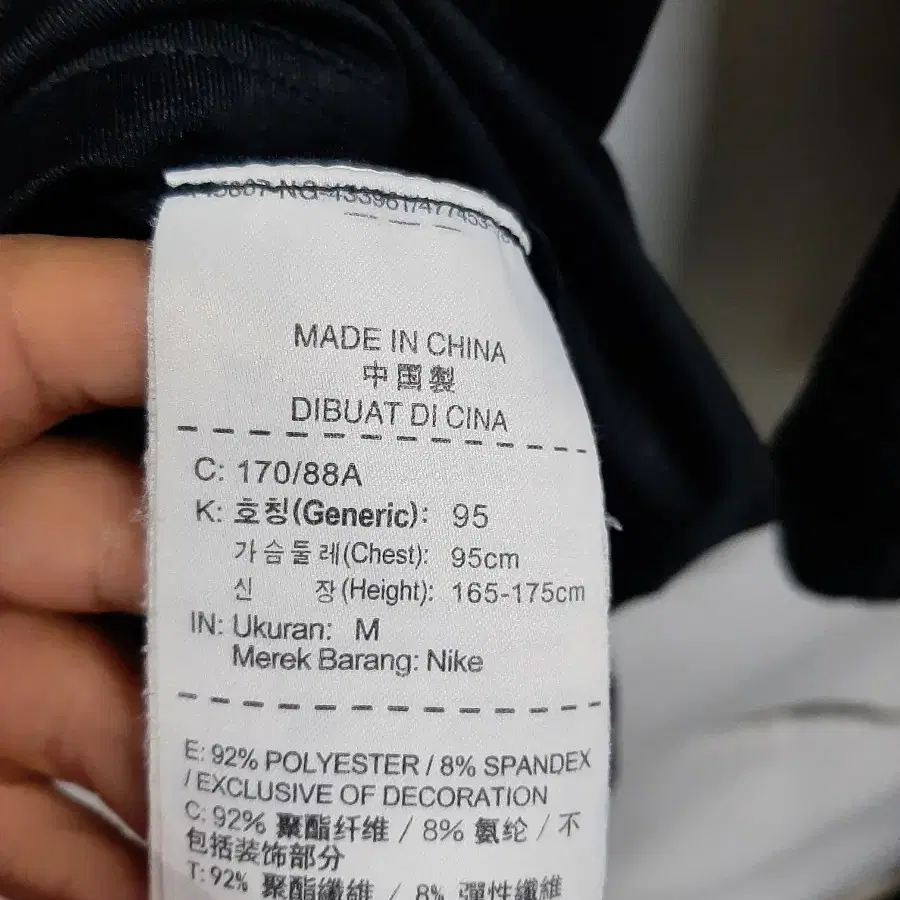 MADE IN CHINA
中国製
DIBUAT DI CINA
C: 170/88A
K: 호칭(Generic): 95
가슴둘레(Chest): 95cm
신 장(Height): 165-175cm
IN: Ukuran: M
Merek Barang: Nike
E: 92% POLYESTER / 8% SPANDEX
/ EXCLUSIVE OF DECORATION
C: 92% 聚酯纤维 / 8% 氨纶 / 不
包括装饰部分
T: 92% 聚酯纖維 / 8% 彈性纖維